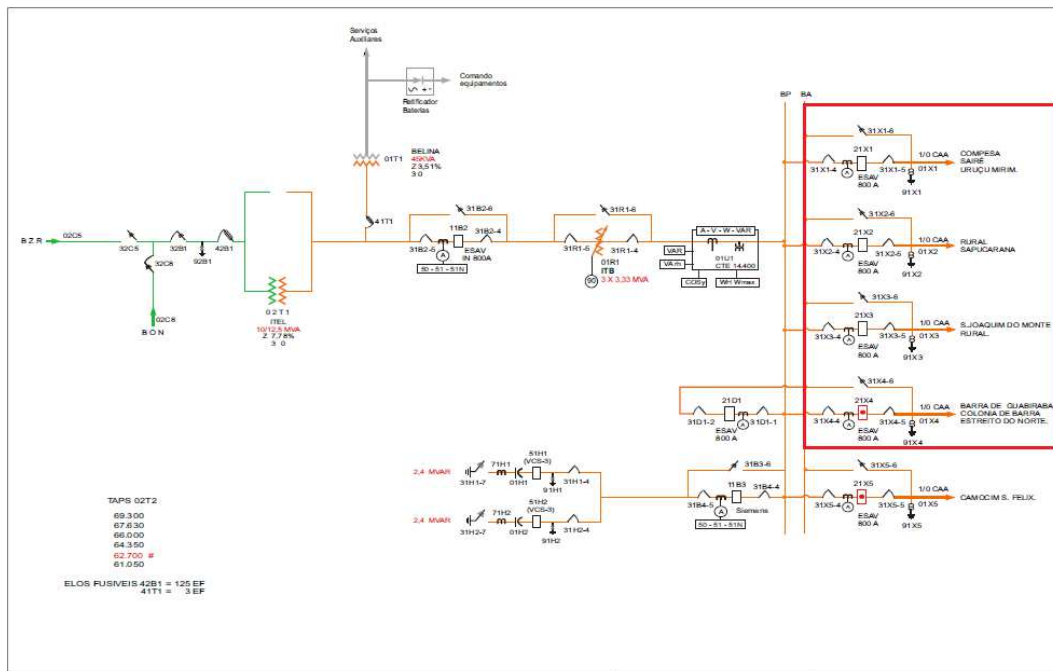 Serviços
Auxiliares
Comando
equipamentos
Retificador
Baterias
BP BA
01T1
BELINA
45KVA
Z 3,51%
3 0
41T1
BZR
02C5
32C5
32C8
02C8
BON
32B1
92B1
42B1
02T1
ITEL
10/12,5 MVA
Z 7,78%
3 0
31B2-6
11B2
31B2-5
31B2-4
A
ESAV
IN 800A
50 - 51 - 51N
31R1-6
31R1-5
31R1-4
01R1
ITB
90
3 X 3,33 MVA
A - V - W - VAR
VAR
VArh
01U1
CTE 14.400
COSy
WH Wmax
31X1-6
21X1
1/0 CAA
COMPESA
SAIRÉ
URUÇU MIRIM.
31X1-4
A
31X1-5
01X1
ESAV
800 A
91X1
31X2-6
21X2
1/0 CAA
RURAL
SAPUCARANA
31X2-4
A
31X2-5
01X2
ESAV
800 A
91X2
31X3-6
21X3
1/0 CAA
S.JOAQUIM DO MONTE
RURAL.
31X3-4
A
31X3-5
01X3
ESAV
800 A
91X3
31X4-6
21D1
21X4
1/0 CAA
BARRA DE GUABIRABA
COLONIA DE BARRA
ESTREITO DO NORTE.
31D1-2
A
31D1-1
31X4-4
A
31X4-5
01X4
ESAV
800 A
ESAV
800 A
91X4
51H1
(VCS-3)
71H1
2,4 MVAR
31H1-7
01H1
91H1
31H1-4
51H2
(VCS-3)
71H2
2,4 MVAR
31H2-7
01H2
91H2
31H2-4
31B3-6
11B3
31B4-4
31B4-5
A
Siemens
50 - 51 - 51N
31X5-6
21X5
1/0 CAA
CAMOCIM S. FELIX.
31X5-4
A
31X5-5
01X5
ESAV
800 A
91X5
TAPS 02T2
69.300
67.630
66.000
64.350
62.700 #
61.050
ELOS FUSIVEIS 42B1 = 125 EF
41T1 = 3 EF